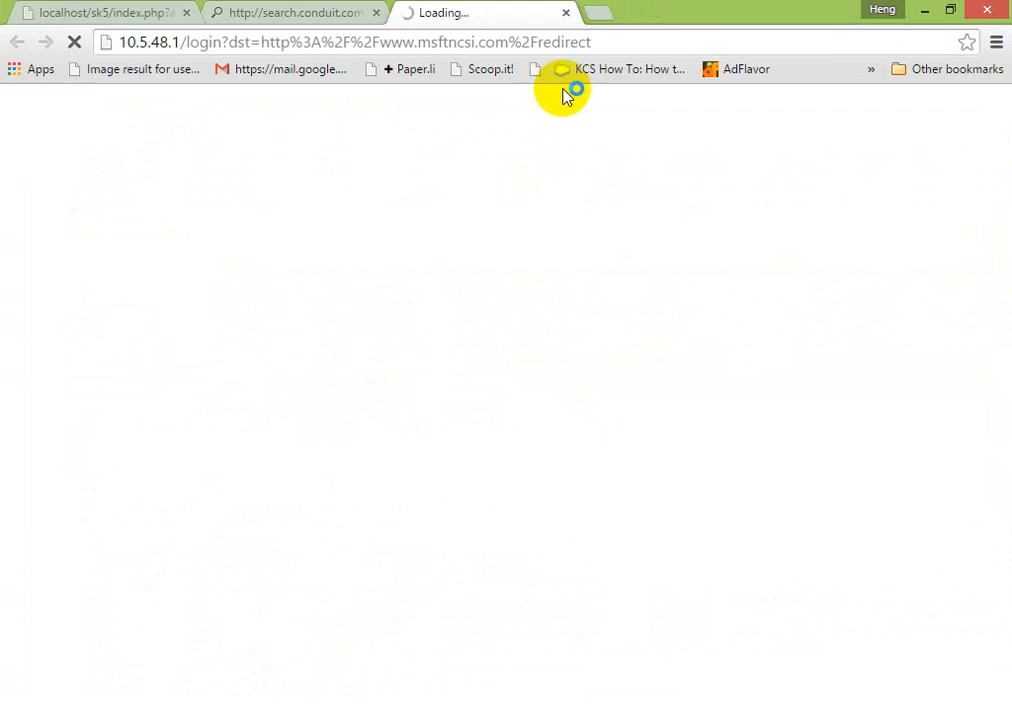 localhost/sk5/index.php?a
http://search.conduit.com
Loading...
Heng
10.5.48.1/login?dst=http%3A%2F%2Fwww.msftncsi.com%2Fredirect
Apps
Image result for use...
https://mail.google....
+ Paper.li
Scoop.it!
KCS How To: How t...
AdFlavor
»
Other bookmarks